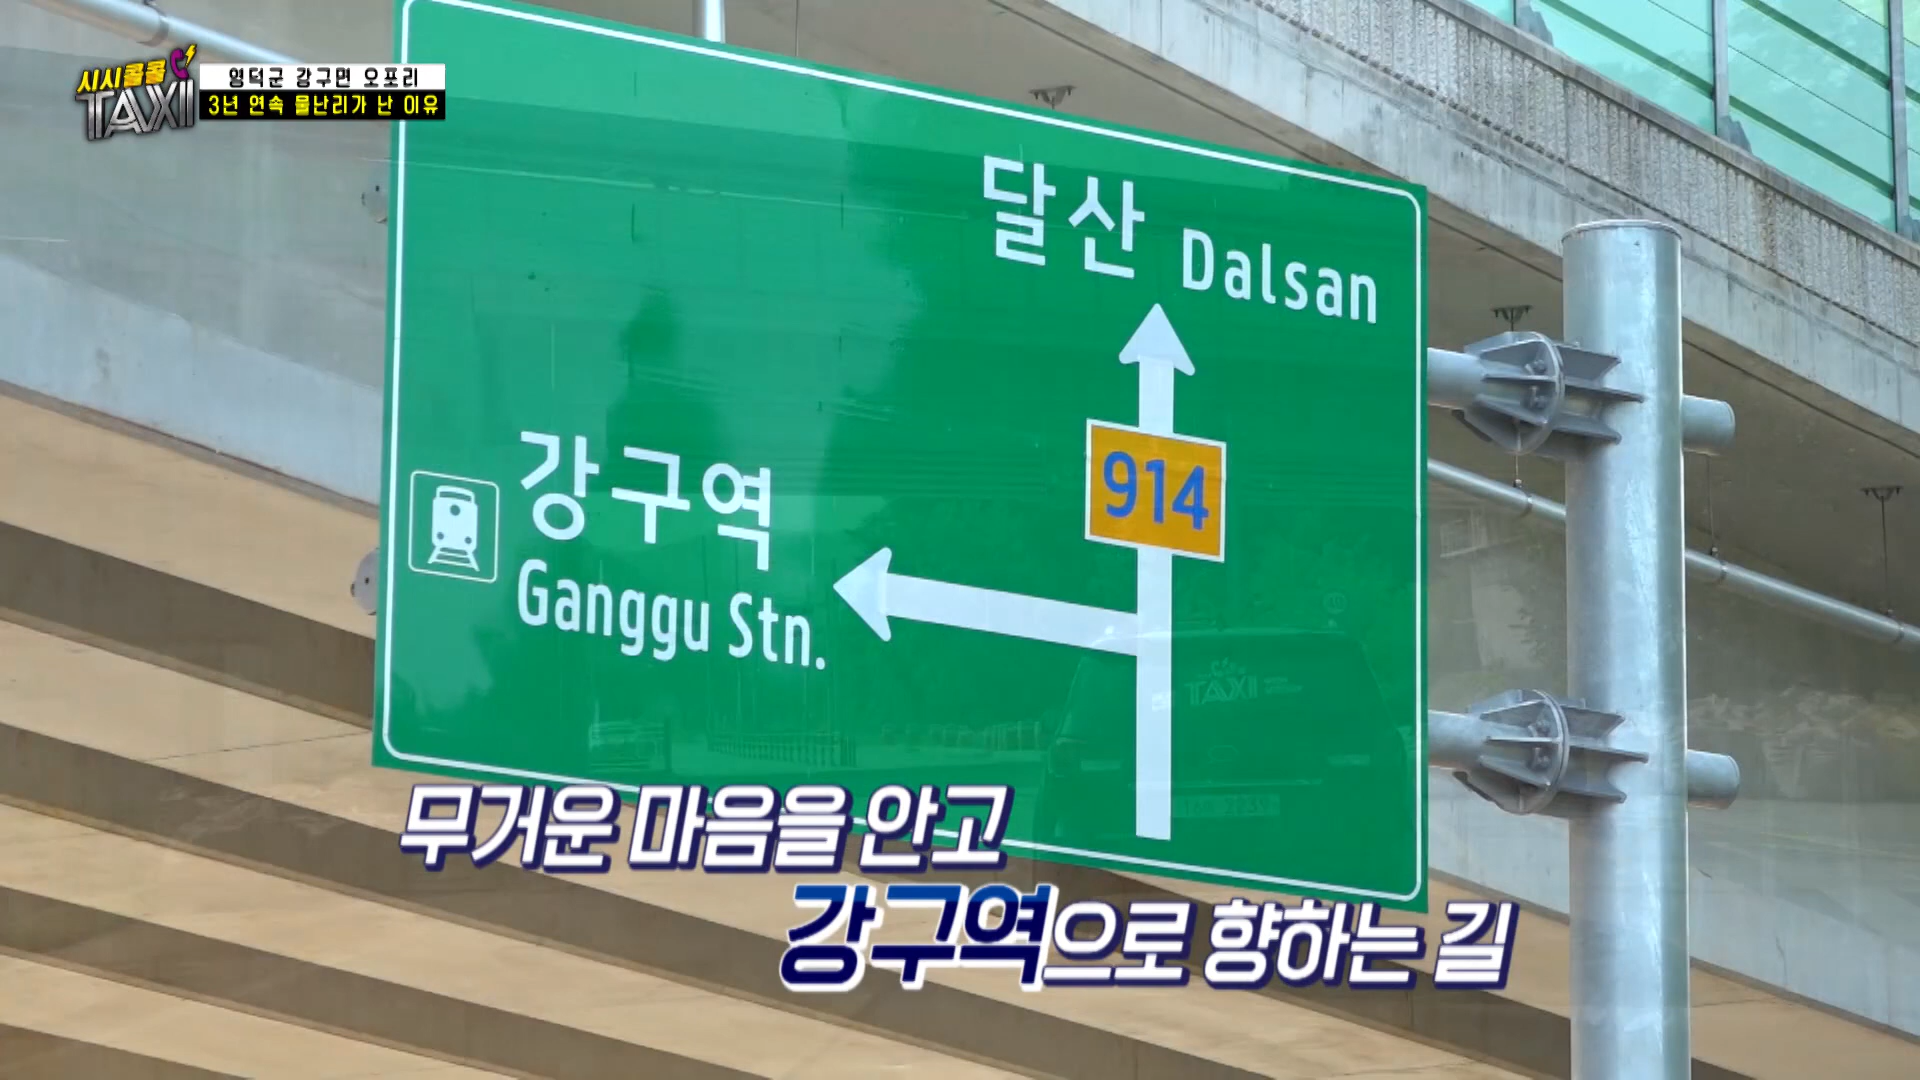 시시콜콜
TAXI
영덕군 강구면 오포리
3년 연속 물난리가 난 이유
달산 Dalsan
914
강구역
Ganggu Stn.
TAXI
무거운 마음을 안고
강구역으로 향하는 길